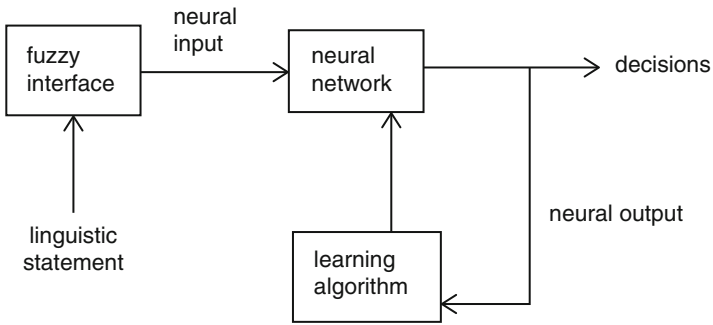 neural
input
fuzzy
interface
neural
network
decisions
linguistic
statement
learning
algorithm
neural output